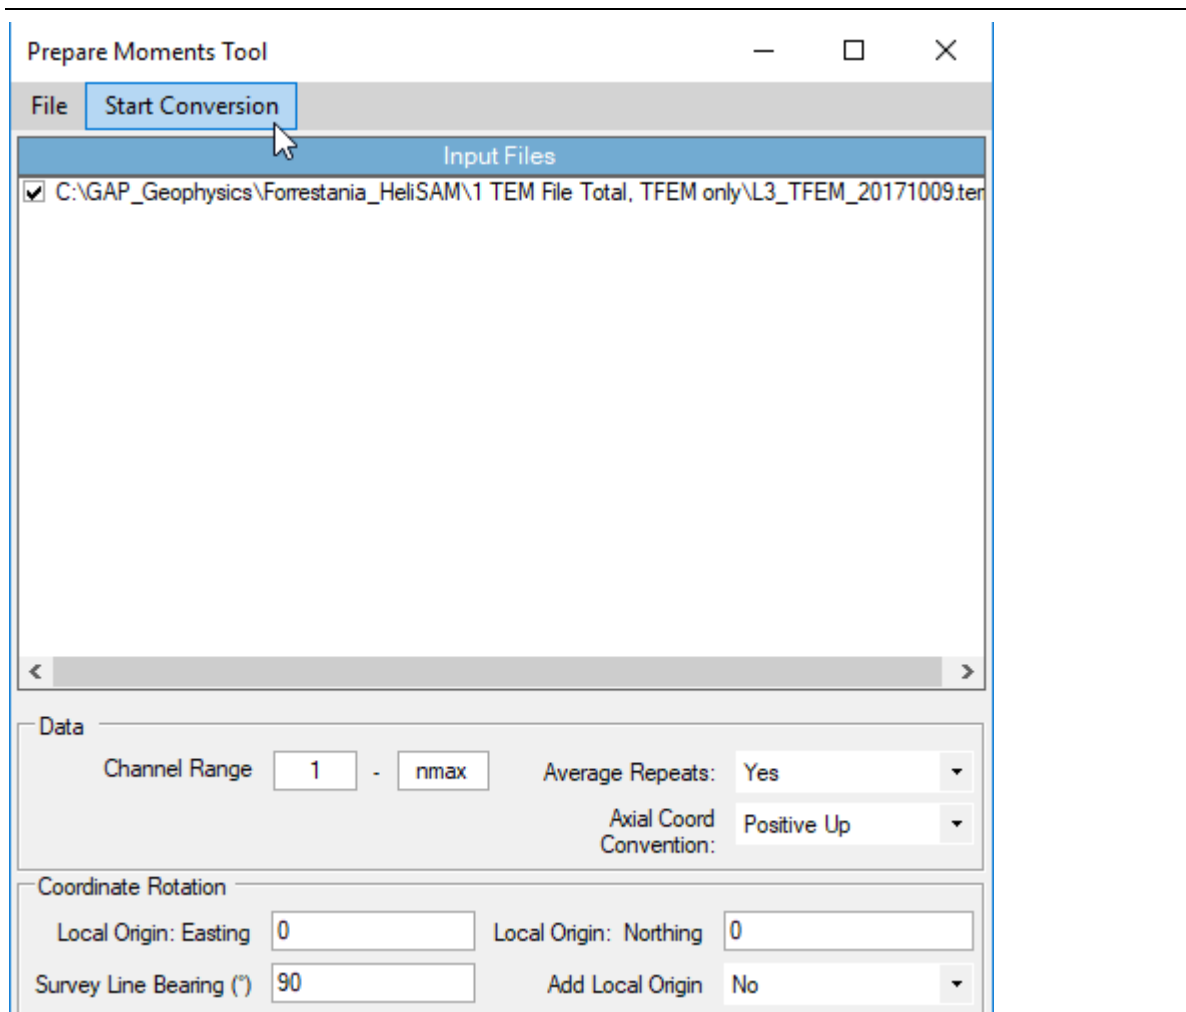 Prepare Moments Tool
File Start Conversion
Input Files
C:\GAP_Geophysics\Forrestania_HeliSAM\1 TEM File Total, TFEM only\L3_TFEM_20171009.tem
Data
Channel Range 1 - nmax Average Repeats: Yes
Axial Coord Convention: Positive Up
Coordinate Rotation
Local Origin: Easting 0 Local Origin: Northing 0
Survey Line Bearing (°) 90 Add Local Origin No